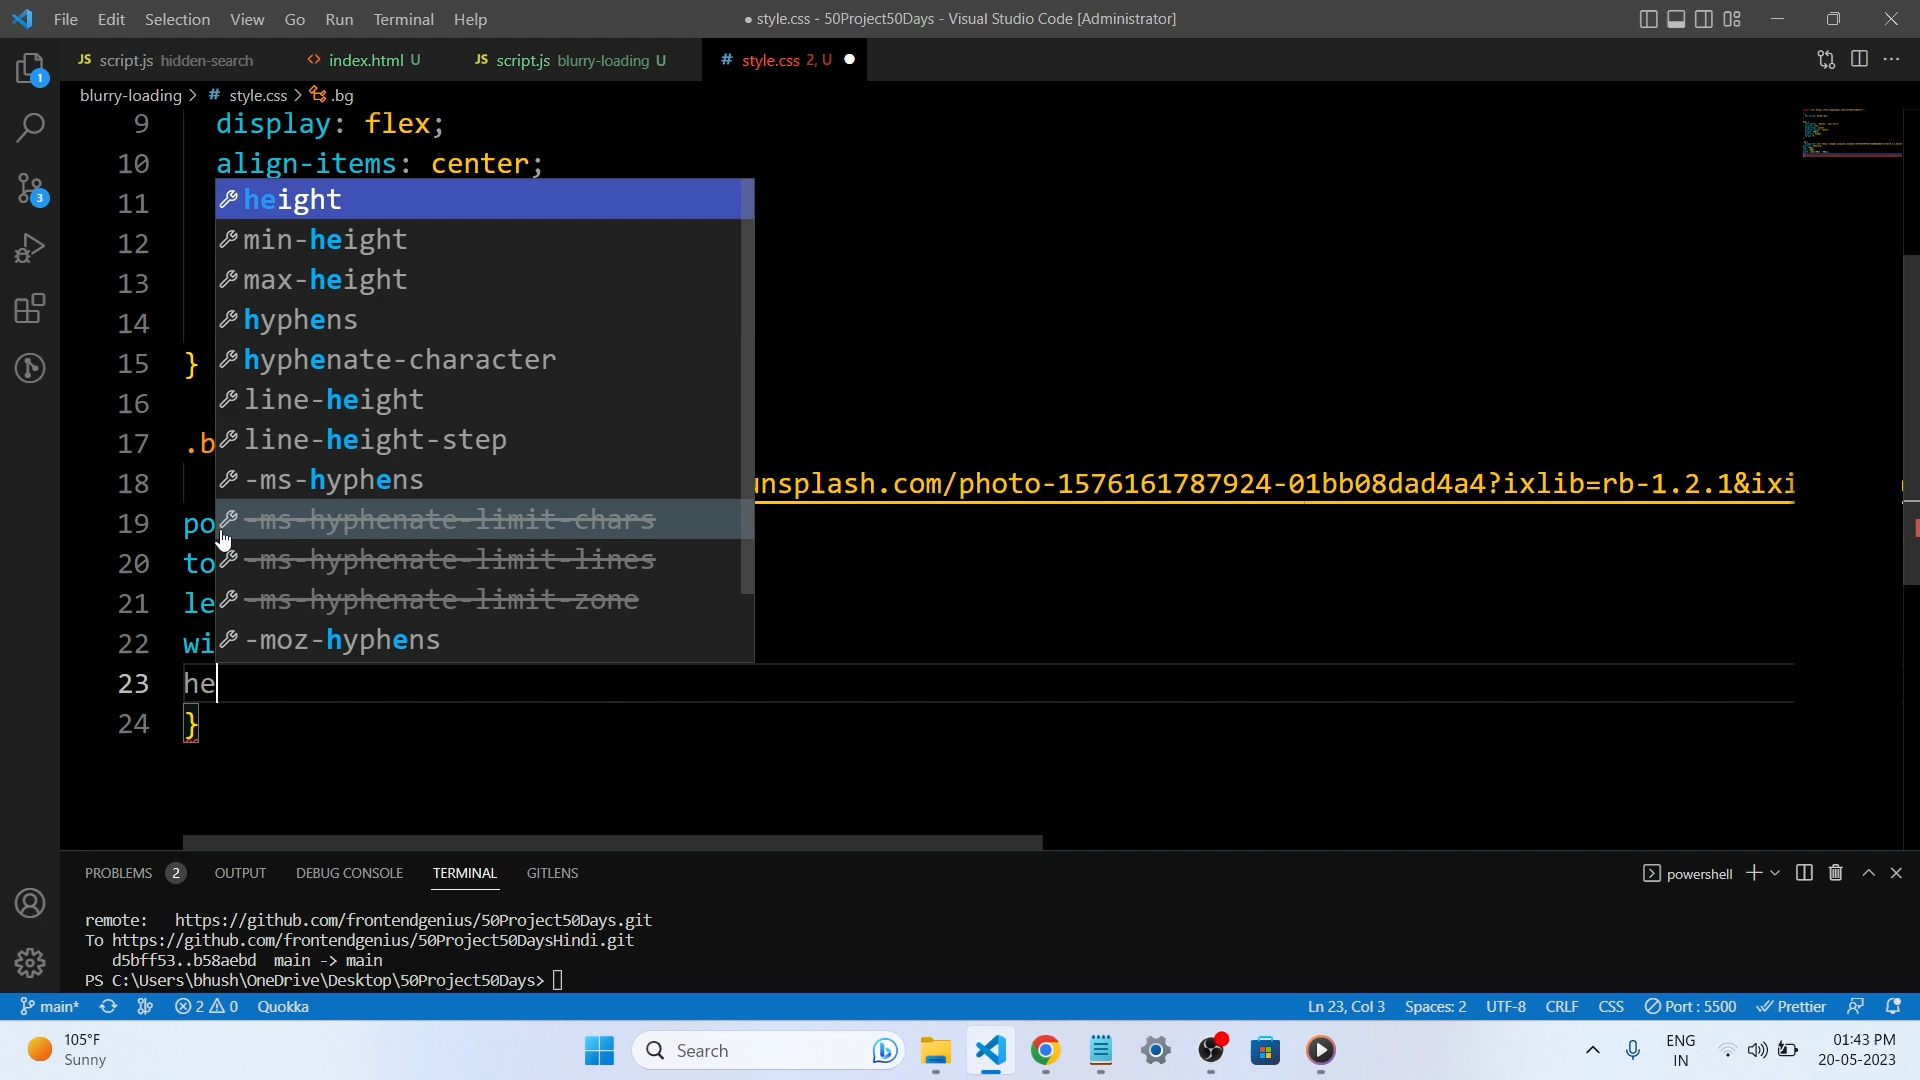 File Edit Selection View Go Run Terminal Help
● style.css - 50Project50Days - Visual Studio Code [Administrator]
JS script.js hidden-search
<> index.html U
JS script.js blurry-loading U
# style.css 2, U ●
blurry-loading > # style.css > .bg
9 display: flex;
10 align-items: center;
11
12
13
14
15 }
16
17 .b
18 unsplash.com/photo-1576161787924-01bb08dad4a4?ixlib=rb-1.2.1&ixi
19 po
20 to
21 le
22 wi
23 he
24 }
height
min-height
max-height
hyphens
hyphenate-character
line-height
line-height-step
-ms-hyphens
-ms-hyphenate-limit-chars
-ms-hyphenate-limit-lines
-ms-hyphenate-limit-zone
-moz-hyphens
1
3
PROBLEMS 2 OUTPUT DEBUG CONSOLE TERMINAL GITLENS
powershell
remote: https://github.com/frontendgenius/50Project50Days.git
To https://github.com/frontendgenius/50Project50DaysHindi.git
d5bff53..b58aebd main -> main
PS C:\Users\bhush\OneDrive\Desktop\50Project50Days>
main* 2 0 Quokka
Ln 23, Col 3 Spaces: 2 UTF-8 CRLF CSS Port : 5500 Prettier
105°F
Sunny
Search
ENG
IN
01:43 PM
20-05-2023